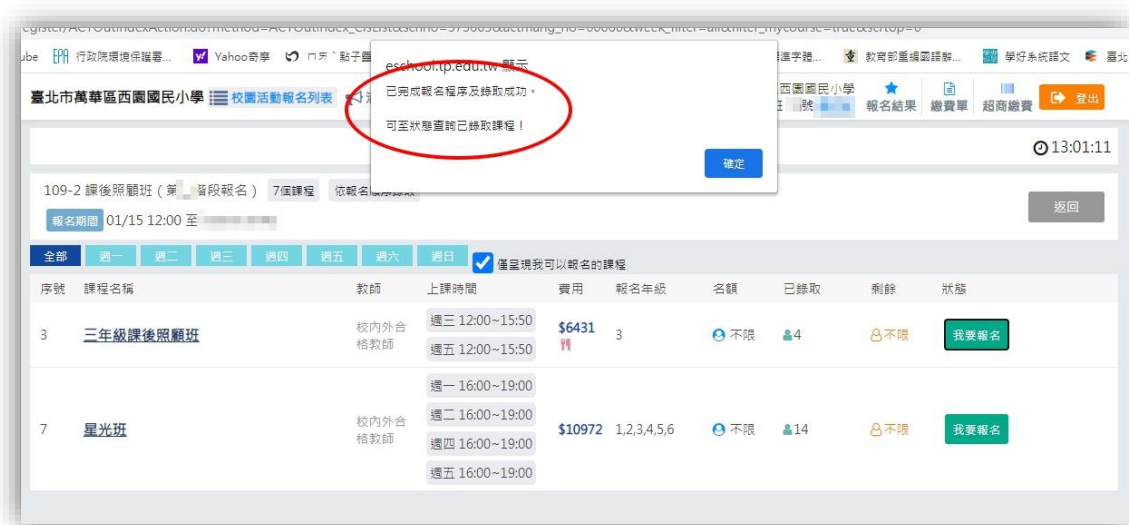 行政院環境保護署... Yahoo奇摩
教育部重編國語辭... 學好系統語文 臺北
eschool.tp.edu.tw 顯示
已完成報名程序及錄取成功。
可至狀態查詢已錄取課程!
確定
臺北市萬華區西園國民小學 校園活動報名列表
西園國民小學
號
報名結果 繳費單 超商繳費 登出
13:01:11
109-2 課後照顧班(第 階段報名) 7個課程
報名期間 01/15 12:00 至
返回
全部 週一 週二 週三 週四 週五 週六 週日 僅呈現我可以報名的課程
序號 課程名稱 教師 上課時間 費用 報名年級 名額 已錄取 剩餘 狀態
3 三年級課後照顧班 校內外合格教師 週三 12:00~15:50 $6431 3 不限 4 不限 我要報名
週五 12:00~15:50
7 星光班 校內外合格教師 週一 16:00~19:00 $10972 1,2,3,4,5,6 不限 14 不限 我要報名
週二 16:00~19:00
週四 16:00~19:00
週五 16:00~19:00